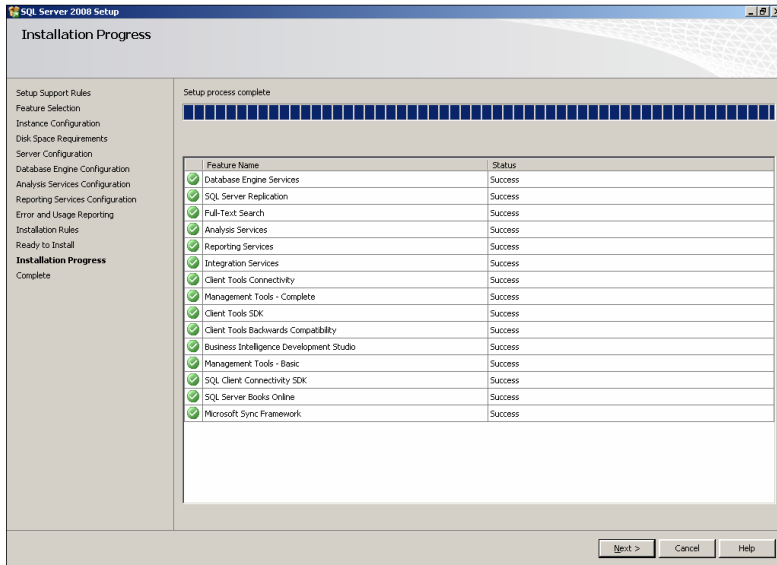 SQL Server 2008 Setup
Installation Progress
Setup Support Rules
Feature Selection
Instance Configuration
Disk Space Requirements
Server Configuration
Database Engine Configuration
Analysis Services Configuration
Reporting Services Configuration
Error and Usage Reporting
Installation Rules
Ready to Install
Installation Progress
Complete
Setup process complete
Feature Name Status
Database Engine Services Success
SQL Server Replication Success
Full-Text Search Success
Analysis Services Success
Reporting Services Success
Integration Services Success
Client Tools Connectivity Success
Management Tools - Complete Success
Client Tools SDK Success
Client Tools Backwards Compatibility Success
Business Intelligence Development Studio Success
Management Tools - Basic Success
SQL Client Connectivity SDK Success
SQL Server Books Online Success
Microsoft Sync Framework Success
Next > Cancel Help